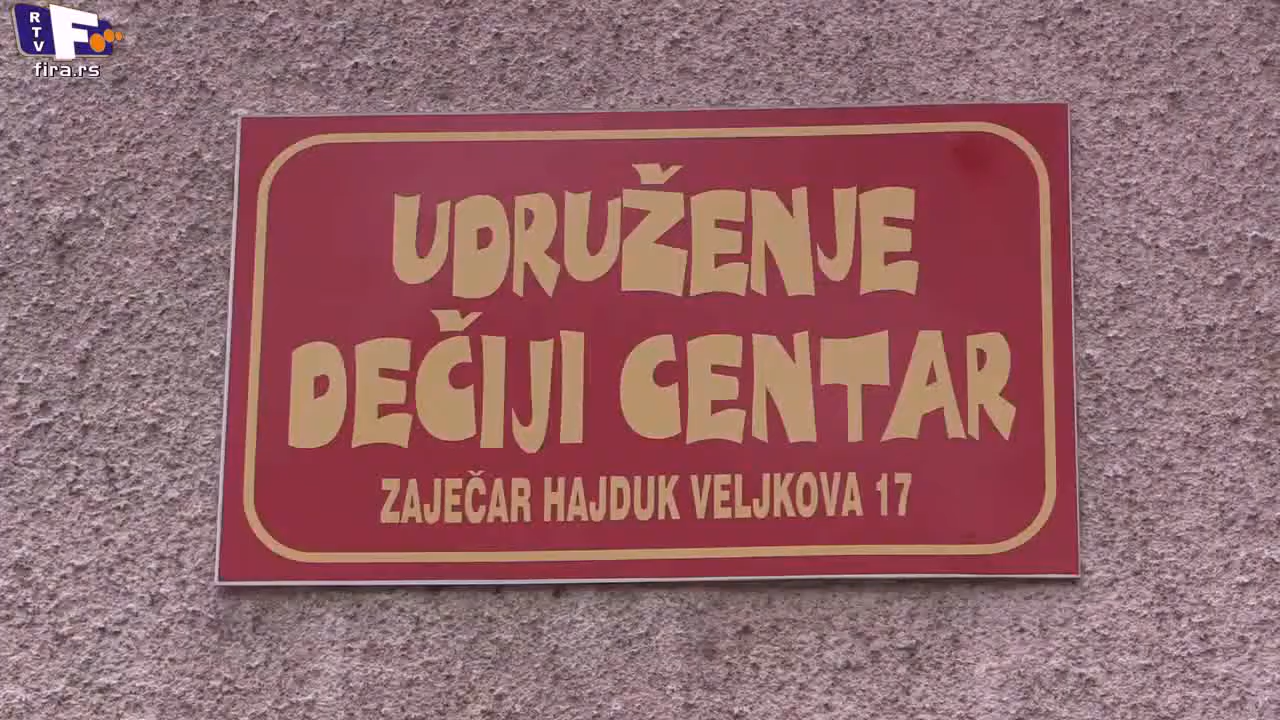 RTV F
fira.rs
UDRUŽENJE
DEČIJI CENTAR
ZAJEČAR HAJDUK VELJKOVA 17